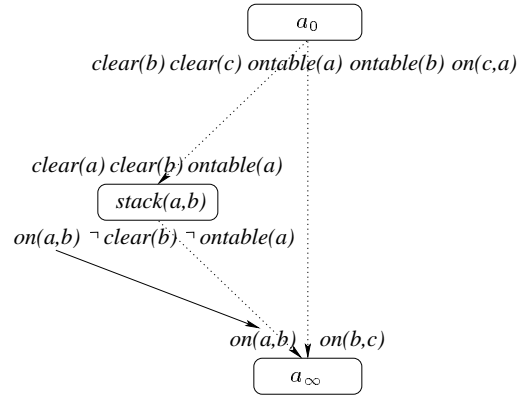 a₀
clear(b) clear(c) ontable(a) ontable(b) on(c,a)
clear(a) clear(b) ontable(a)
stack(a,b)
on(a,b) ¬clear(b) ¬ontable(a)
on(a,b) on(b,c)
a∞